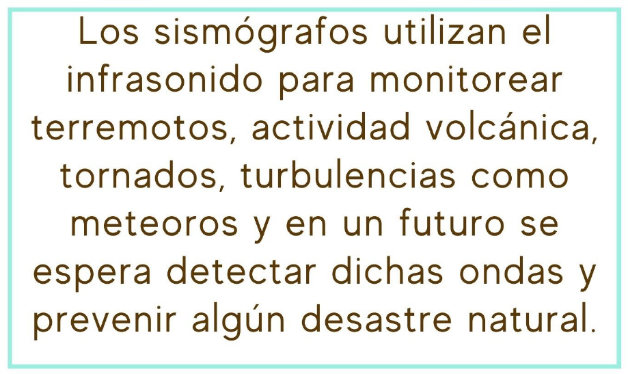 Los sismógrafos utilizan el
infrasonido para monitorear
terremotos, actividad volcánica,
tornados, turbulencias como
meteoros y en un futuro se
espera detectar dichas ondas y
prevenir algún desastre natural.